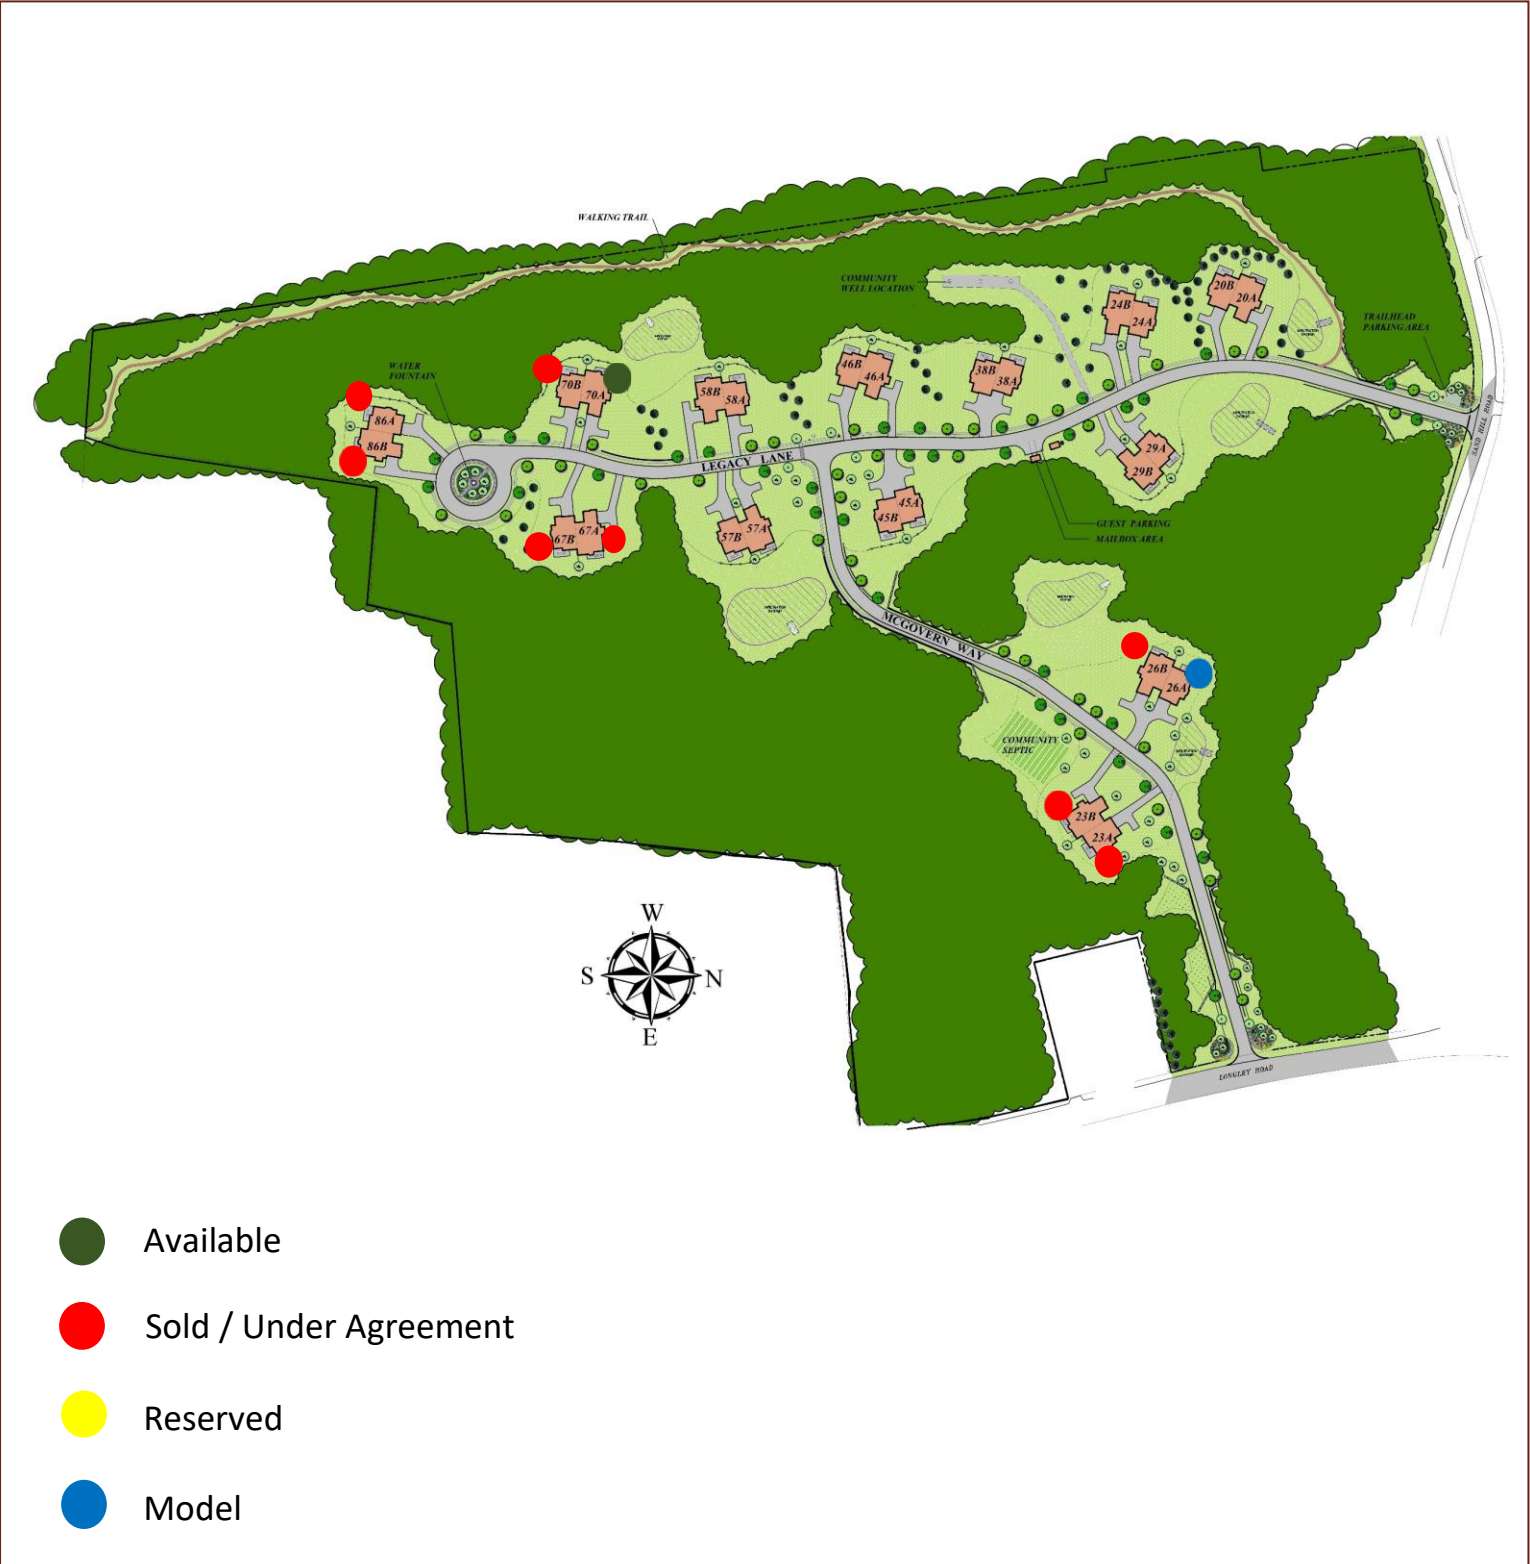 WALKING TRAIL
COMMUNITY
WELL LOCATION
20B
20A
24B
24A
TRAILHEAD
PARKING AREA
WATER
FOUNTAIN
46B
46A
38B
38A
70B
70A
58B
58A
86A
86B
SAND HILL ROAD
LEGACY LANE
29A
29B
45A
45B
67B
67A
57B
57A
GUEST PARKING
MAILBOX AREA
MCGOVERN WAY
26B
26A
COMMUNITY
SEPTIC
23B
23A
W
S
N
E
LONGLEY ROAD
Available
Sold / Under Agreement
Reserved
Model